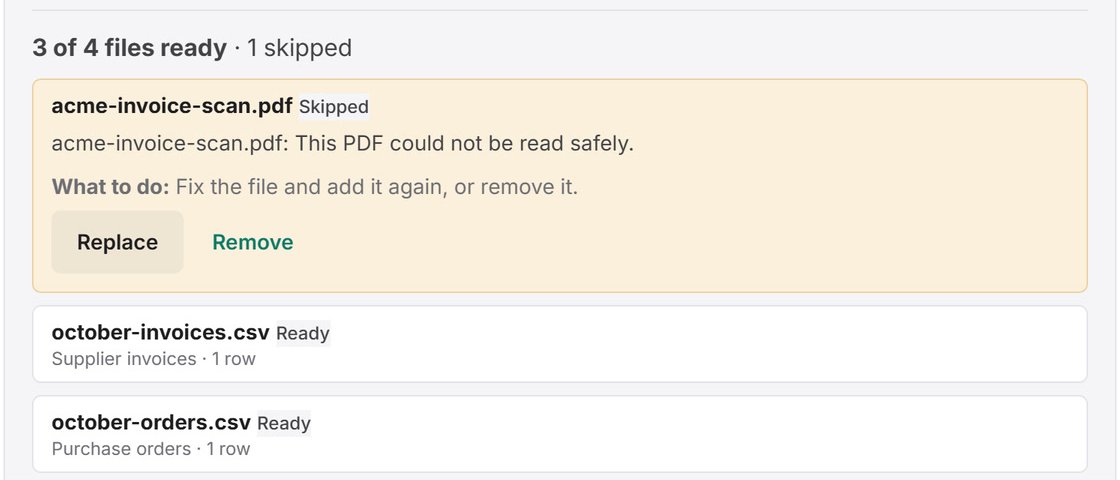 3 of 4 files ready · 1 skipped
acme-invoice-scan.pdf Skipped
acme-invoice-scan.pdf: This PDF could not be read safely.
What to do: Fix the file and add it again, or remove it.
Replace Remove
october-invoices.csv Ready
Supplier invoices · 1 row
october-orders.csv Ready
Purchase orders · 1 row